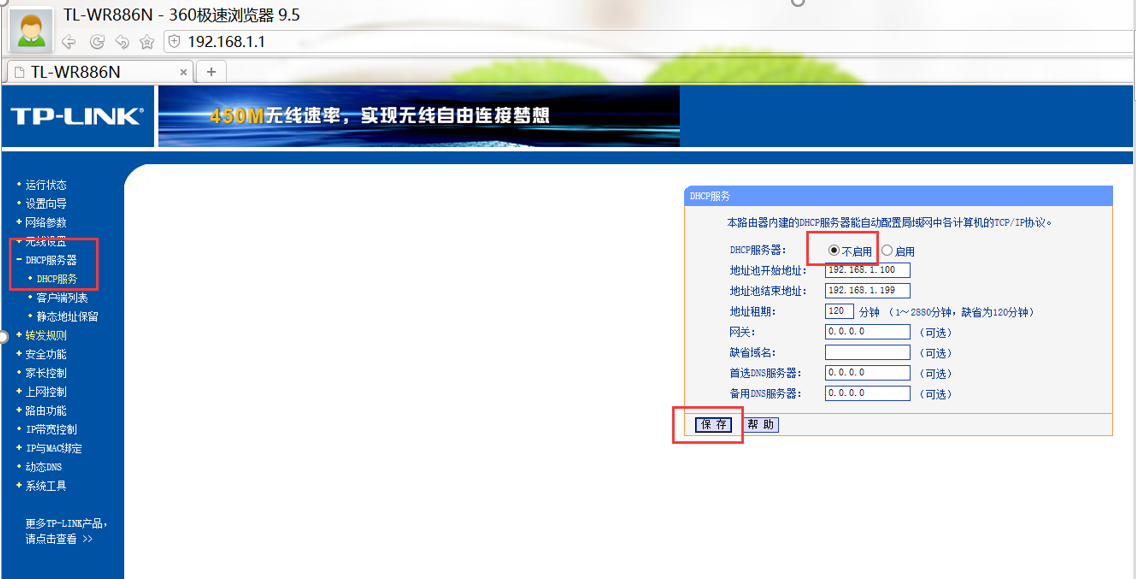 TL-WR886N - 360极速浏览器 9.5
192.168.1.1
TL-WR886N × +
TP-LINK®
450M无线速率，实现无线自由连接梦想
运行状态
设置向导
+ 网络参数
+ 无线设置
- DHCP服务器
DHCP服务
客户端列表
静态地址保留
+ 转发规则
+ 安全功能
家长控制
+ 上网控制
+ 路由功能
IP带宽控制
+ IP与MAC绑定
动态DNS
+ 系统工具
更多TP-LINK产品，
请点击查看 >>
DHCP服务
本路由器内建的DHCP服务器能自动配置局域网中各计算机的TCP/IP协议。
DHCP服务器： 不启用 启用
地址池开始地址： 192.168.1.100
地址池结束地址： 192.168.1.199
地址租期： 120 分钟 （1～2880分钟，缺省为120分钟）
网关： 0.0.0.0 （可选）
缺省域名： （可选）
首选DNS服务器： 0.0.0.0 （可选）
备用DNS服务器： 0.0.0.0 （可选）
保 存 帮 助